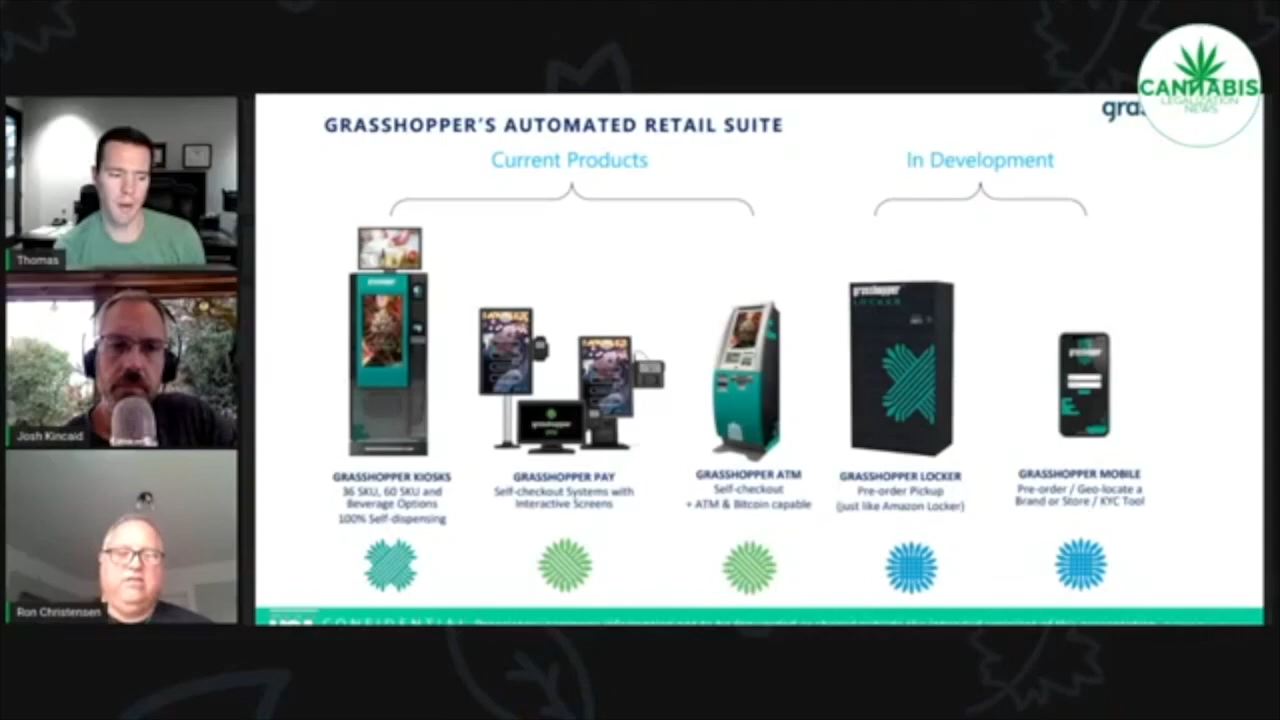 CANNABIS
LEGALIZATION
NEWS
GRASSHOPPER'S AUTOMATED RETAIL SUITE
Current Products
In Development
Thomas
Josh Kincaid
Ron Christensen
grasshopper
LOCKER
grasshopper
GRASSHOPPER KIOSKS
36 SKU, 60 SKU and
Beverage Options
100% Self-dispensing
GRASSHOPPER PAY
Self-checkout Systems with
Interactive Screens
GRASSHOPPER ATM
Self-checkout
+ ATM & Bitcoin capable
GRASSHOPPER LOCKER
Pre-order Pickup
(just like Amazon Locker)
GRASSHOPPER MOBILE
Pre-order / Geo-locate a
Brand or Store / KYC Tool
CONFIDENTIAL